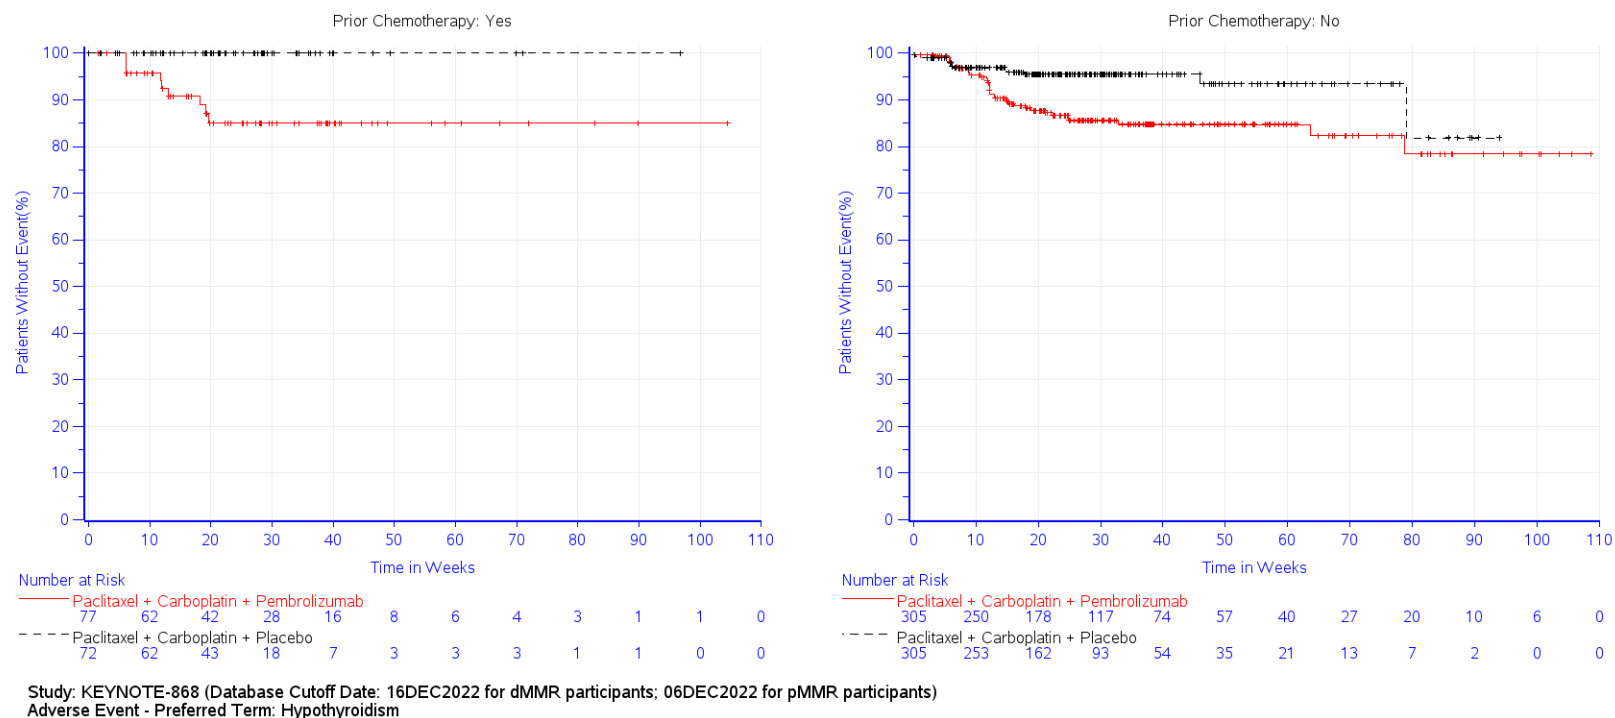 Prior Chemotherapy: Yes
Patients Without Event(%)
100
90
80
70
60
50
40
30
20
10
0
0 10 20 30 40 50 60 70 80 90 100 110
Time in Weeks
Number at Risk
Paclitaxel + Carboplatin + Pembrolizumab
77 62 42 28 16 8 6 4 3 1 1 0
Paclitaxel + Carboplatin + Placebo
72 62 43 18 7 3 3 3 1 1 0 0
Prior Chemotherapy: No
Patients Without Event(%)
100
90
80
70
60
50
40
30
20
10
0
0 10 20 30 40 50 60 70 80 90 100 110
Time in Weeks
Number at Risk
Paclitaxel + Carboplatin + Pembrolizumab
305 250 178 117 74 57 40 27 20 10 6 0
Paclitaxel + Carboplatin + Placebo
305 253 162 93 54 35 21 13 7 2 0 0
Study: KEYNOTE-868 (Database Cutoff Date: 16DEC2022 for dMMR participants; 06DEC2022 for pMMR participants)
Adverse Event - Preferred Term: Hypothyroidism